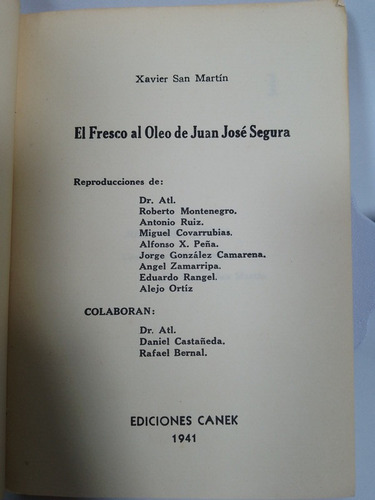 Xavier San Martín
El Fresco al Oleo de Juan José Segura
Reproducciones de:
Dr. Atl.
Roberto Montenegro.
Antonio Ruiz.
Miguel Covarrubias.
Alfonso X. Peña.
Jorge González Camarena.
Angel Zamarripa.
Eduardo Rangel.
Alejo Ortíz
COLABORAN:
Dr. Atl.
Daniel Castañeda.
Rafael Bernal.
EDICIONES CANEK
1941